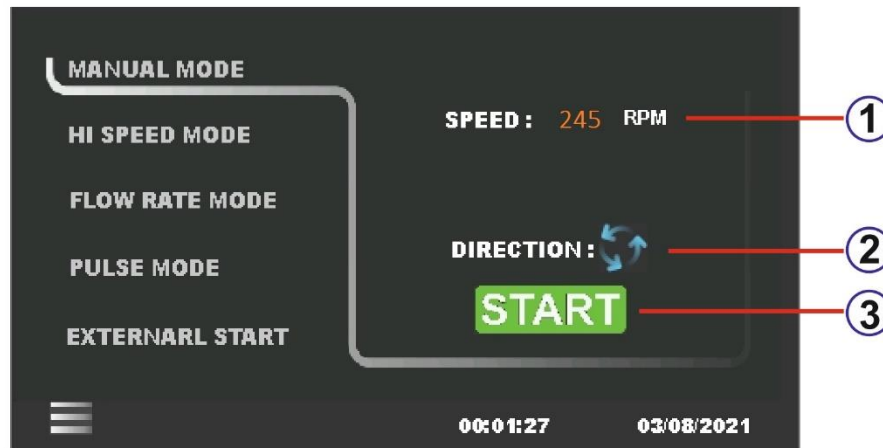 MANUAL MODE
HI SPEED MODE
FLOW RATE MODE
PULSE MODE
EXTERNARL START
SPEED: 245 RPM
1
DIRECTION:
2
START
3
00:01:27 03/08/2021